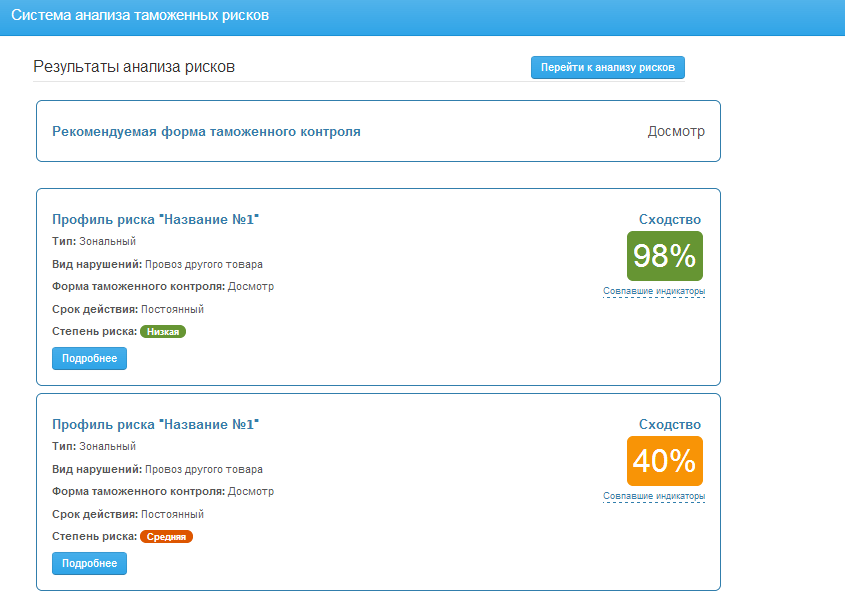 Система анализа таможенных рисков
Результаты анализа рисков
Перейти к анализу рисков
Рекомендуемая форма таможенного контроля
Досмотр
Профиль риска "Название №1"
Сходство
Тип: Зональный
98%
Вид нарушений: Провоз другого товара
Форма таможенного контроля: Досмотр
Совпавшие индикаторы
Срок действия: Постоянный
Степень риска: Низкая
Подробнее
Профиль риска "Название №1"
Сходство
Тип: Зональный
40%
Вид нарушений: Провоз другого товара
Форма таможенного контроля: Досмотр
Совпавшие индикаторы
Срок действия: Постоянный
Степень риска: Средняя
Подробнее